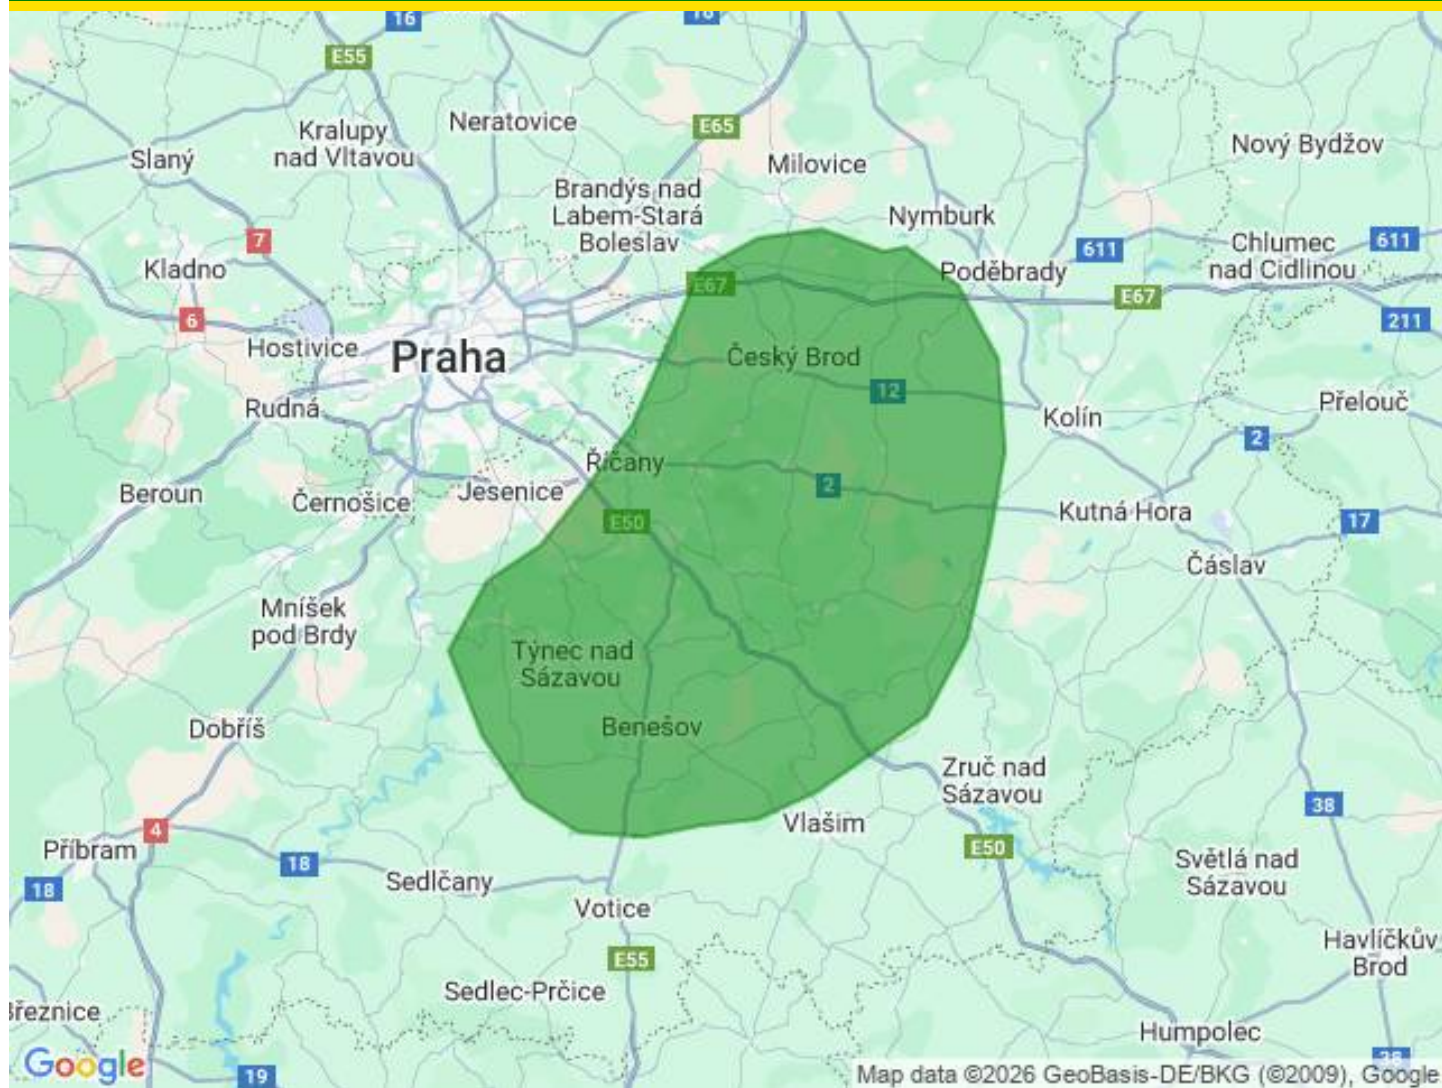 16
16
E55
Neratovice
E65
Kralupy
nad Vltavou
Slaný
Milovice
Nový Bydžov
Brandýs nad
Labem-Stará
Boleslav
Nymburk
7
611
Chlumec
nad Cidlinou
611
Kladno
Poděbrady
E67
E67
6
211
Hostivice
Praha
Český Brod
12
Rudná
Kolín
Přelouč
2
Říčany
Beroun
Černošice
Jesenice
2
E50
Kutná Hora
17
Čáslav
Mníšek
pod Brdy
Týnec nad
Sázavou
Dobříš
Benešov
Zruč nad
Sázavou
38
4
Vlašim
Příbram
18
E50
18
Sedlčany
Světlá nad
Sázavou
Votice
E55
Havlíčkův
Brod
Sedlec-Prčice
Březnice
Humpolec
Google
19
38
Map data ©2026 GeoBasis-DE/BKG (©2009), Google